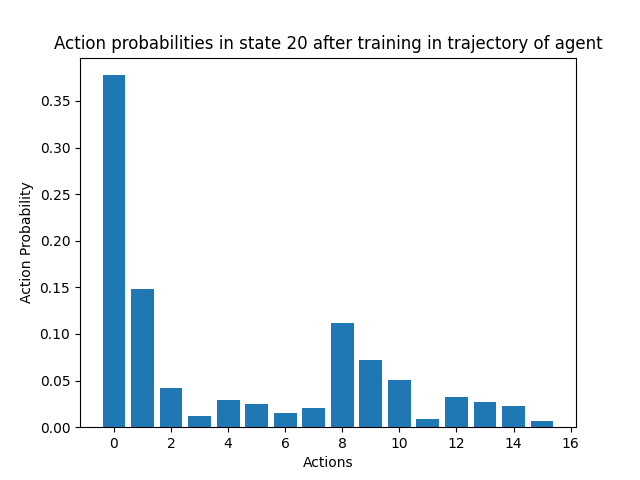 Action probabilities in state 20 after training in trajectory of agent
0.35
0.30
0.25
0.20
0.15
0.10
0.05
0.00
Action Probability
0 2 4 6 8 10 12 14 16
Actions